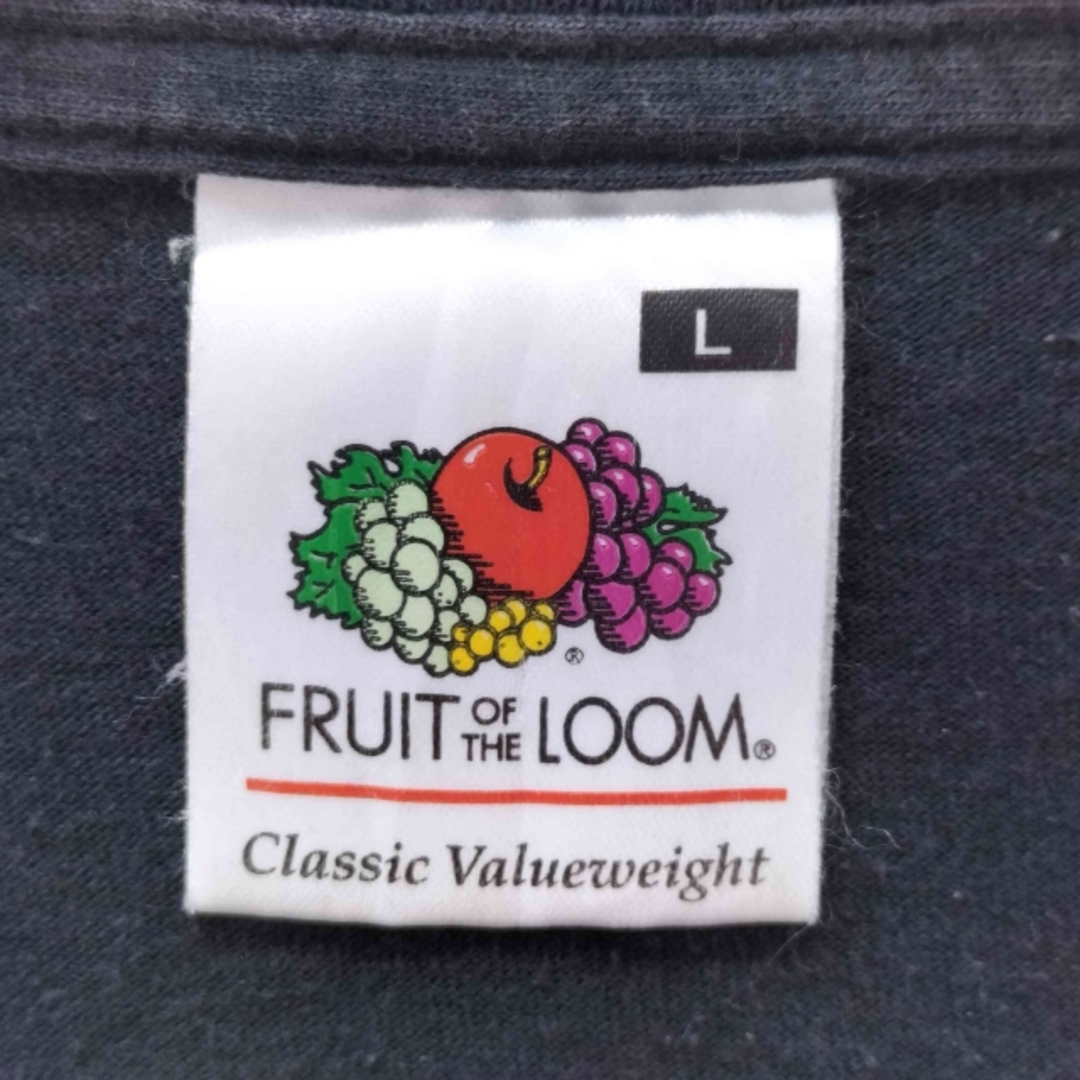 L
®
FRUIT OF THE LOOM®
Classic Valueweight